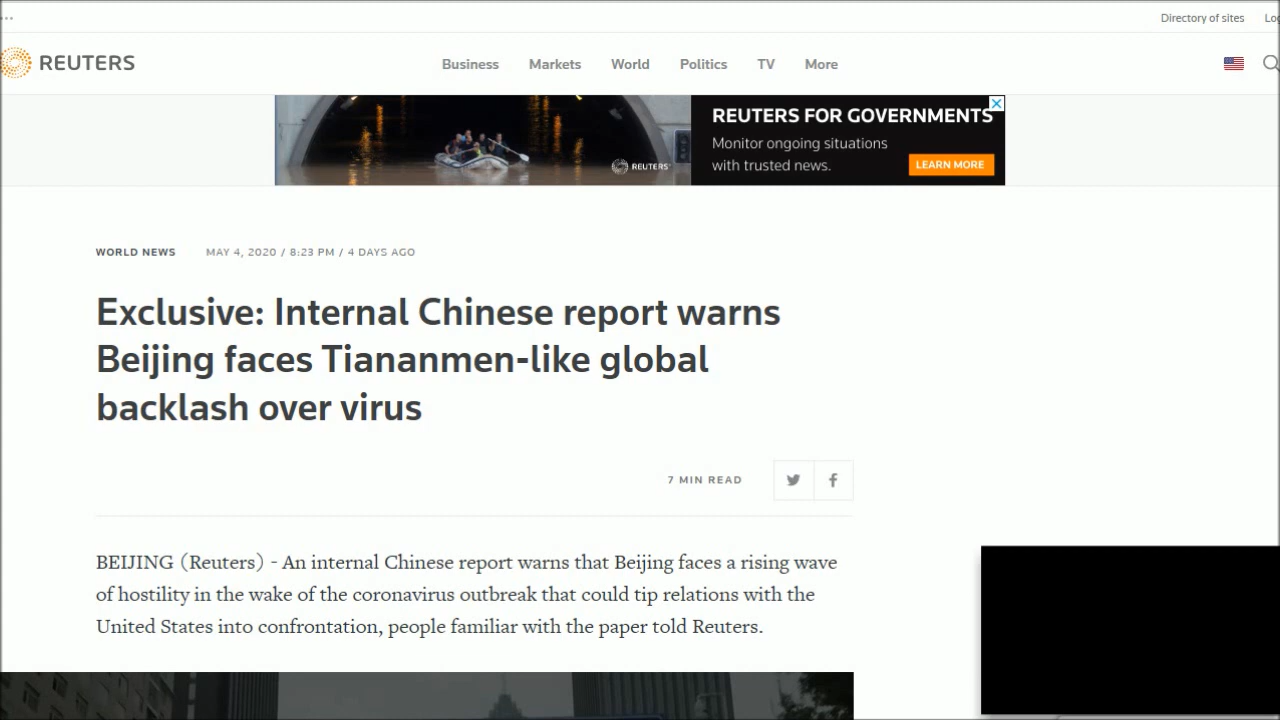 Directory of sites
REUTERS
Business Markets World Politics TV More
REUTERS FOR GOVERNMENTS
Monitor ongoing situations
with trusted news.
LEARN MORE
REUTERS
WORLD NEWS MAY 4, 2020 / 8:23 PM / 4 DAYS AGO
Exclusive: Internal Chinese report warns
Beijing faces Tiananmen-like global
backlash over virus
7 MIN READ
BEIJING (Reuters) - An internal Chinese report warns that Beijing faces a rising wave
of hostility in the wake of the coronavirus outbreak that could tip relations with the
United States into confrontation, people familiar with the paper told Reuters.